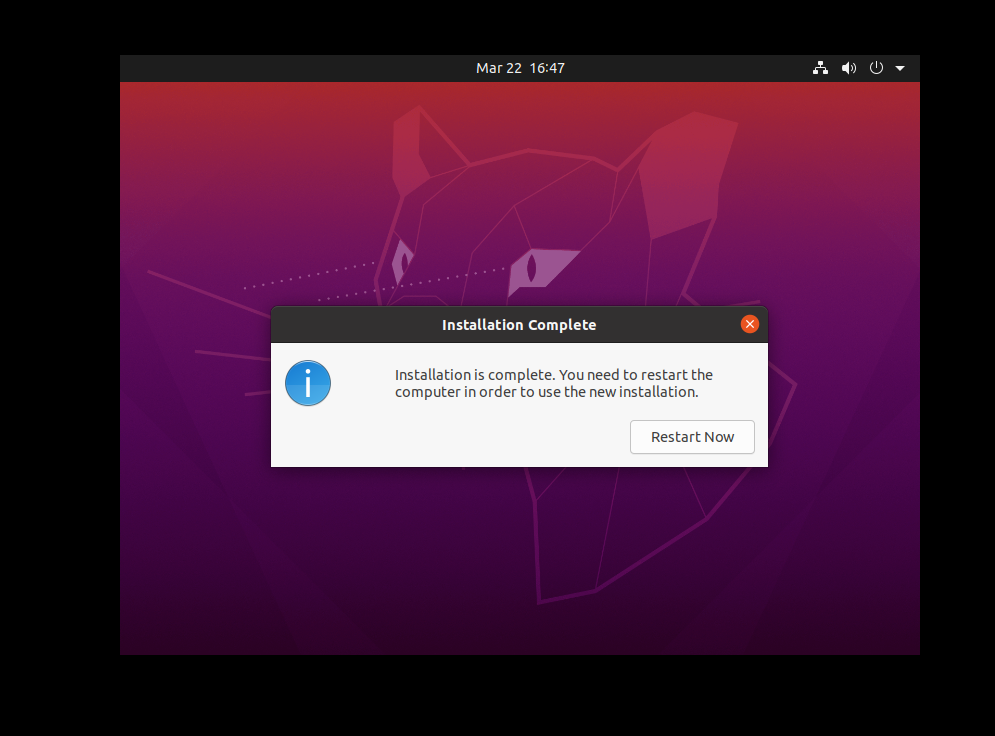 Mar 22 16:47
Installation Complete
Installation is complete. You need to restart the
computer in order to use the new installation.
Restart Now